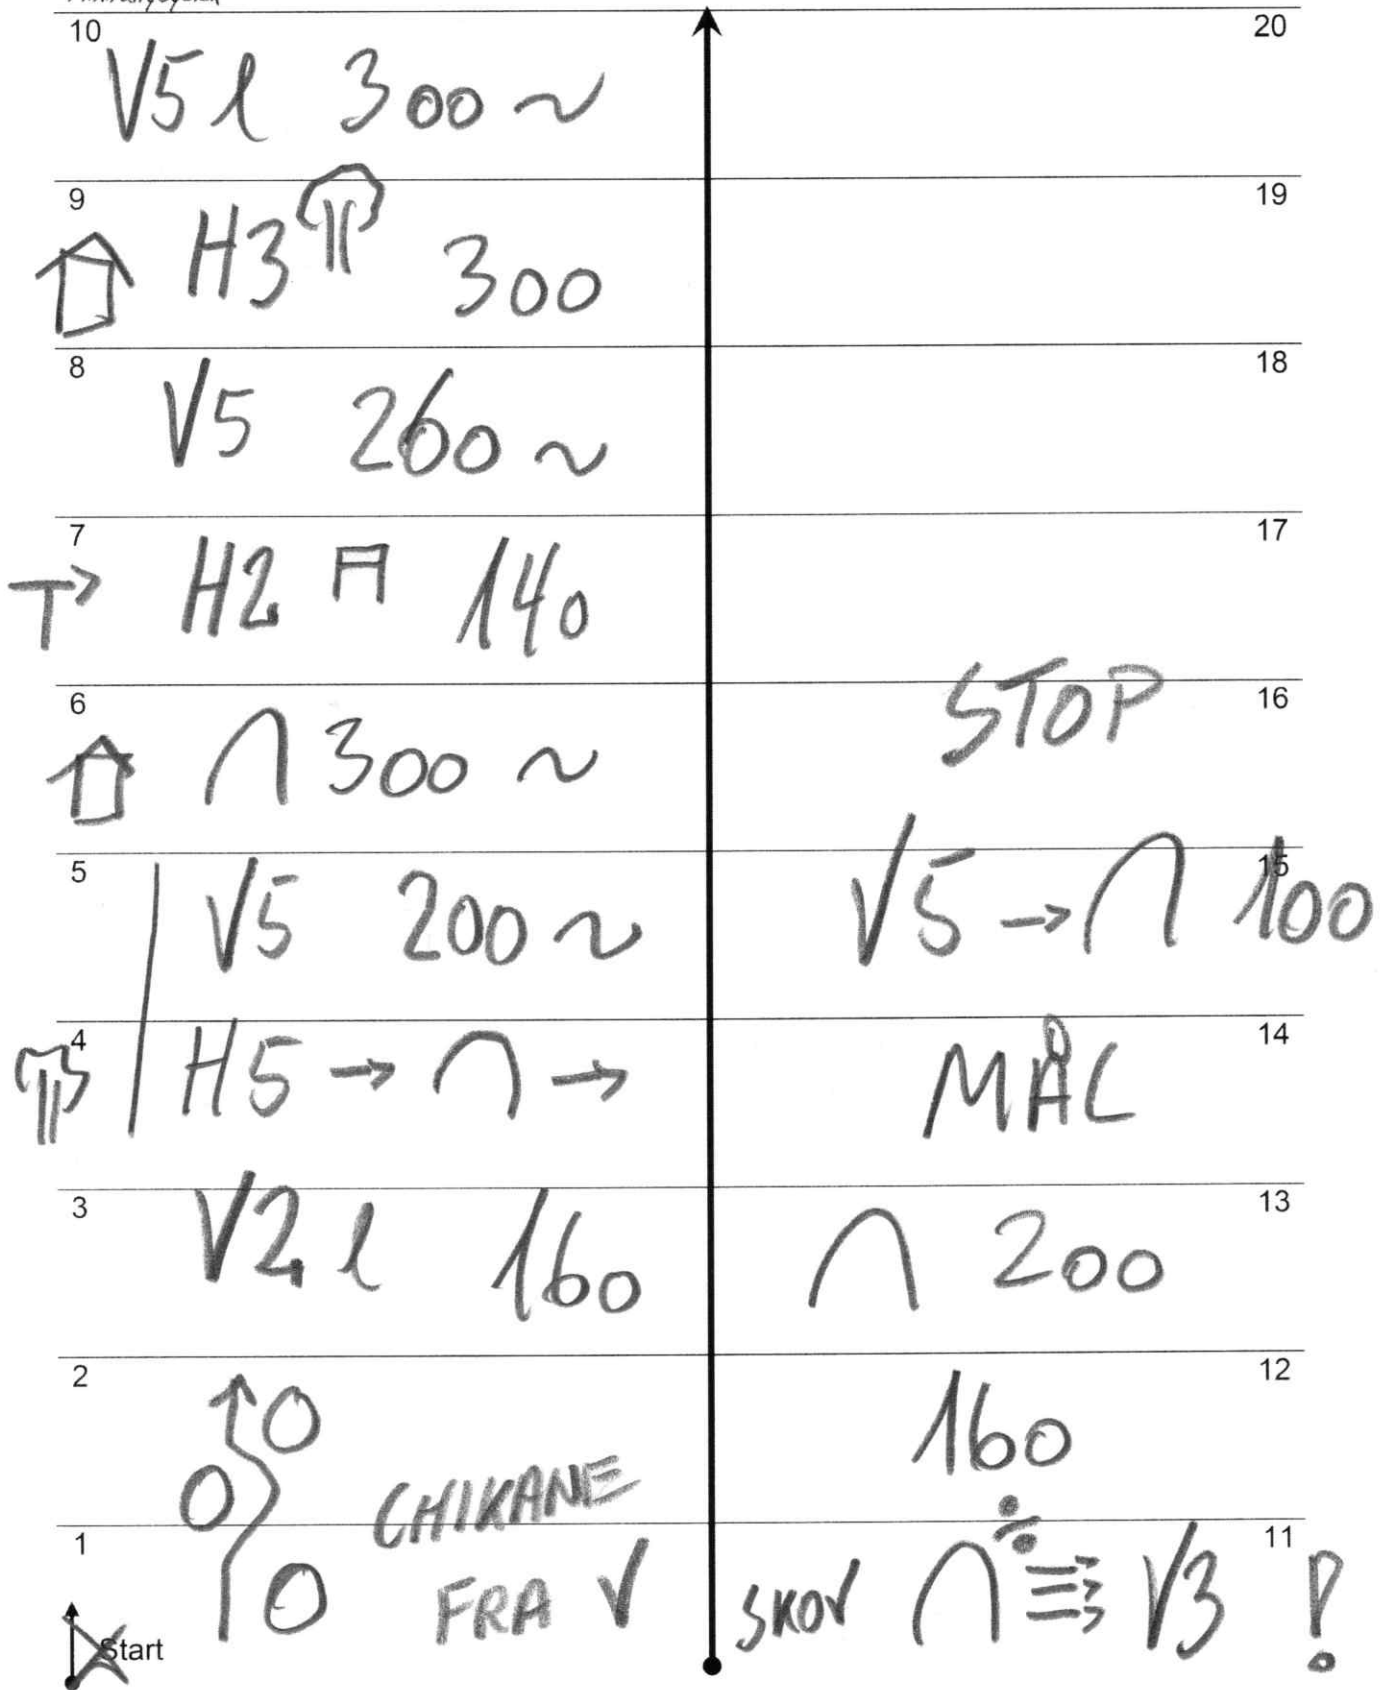 10 20
V5 l 300 ~
9 19
H3 300
8 18
V5 260 ~
7 17
T→ H2 140
6 16
STOP
∩ 300 ~
5 15
V5 200 ~ V5 → ∩ 100
4 14
H5 → ∩ → MÅL
3 13
V2 l 160 ∩ 200
2 12
160
CHIKANE
1 ÷ 11
FRA V SKOV ∩ V3 !
Start